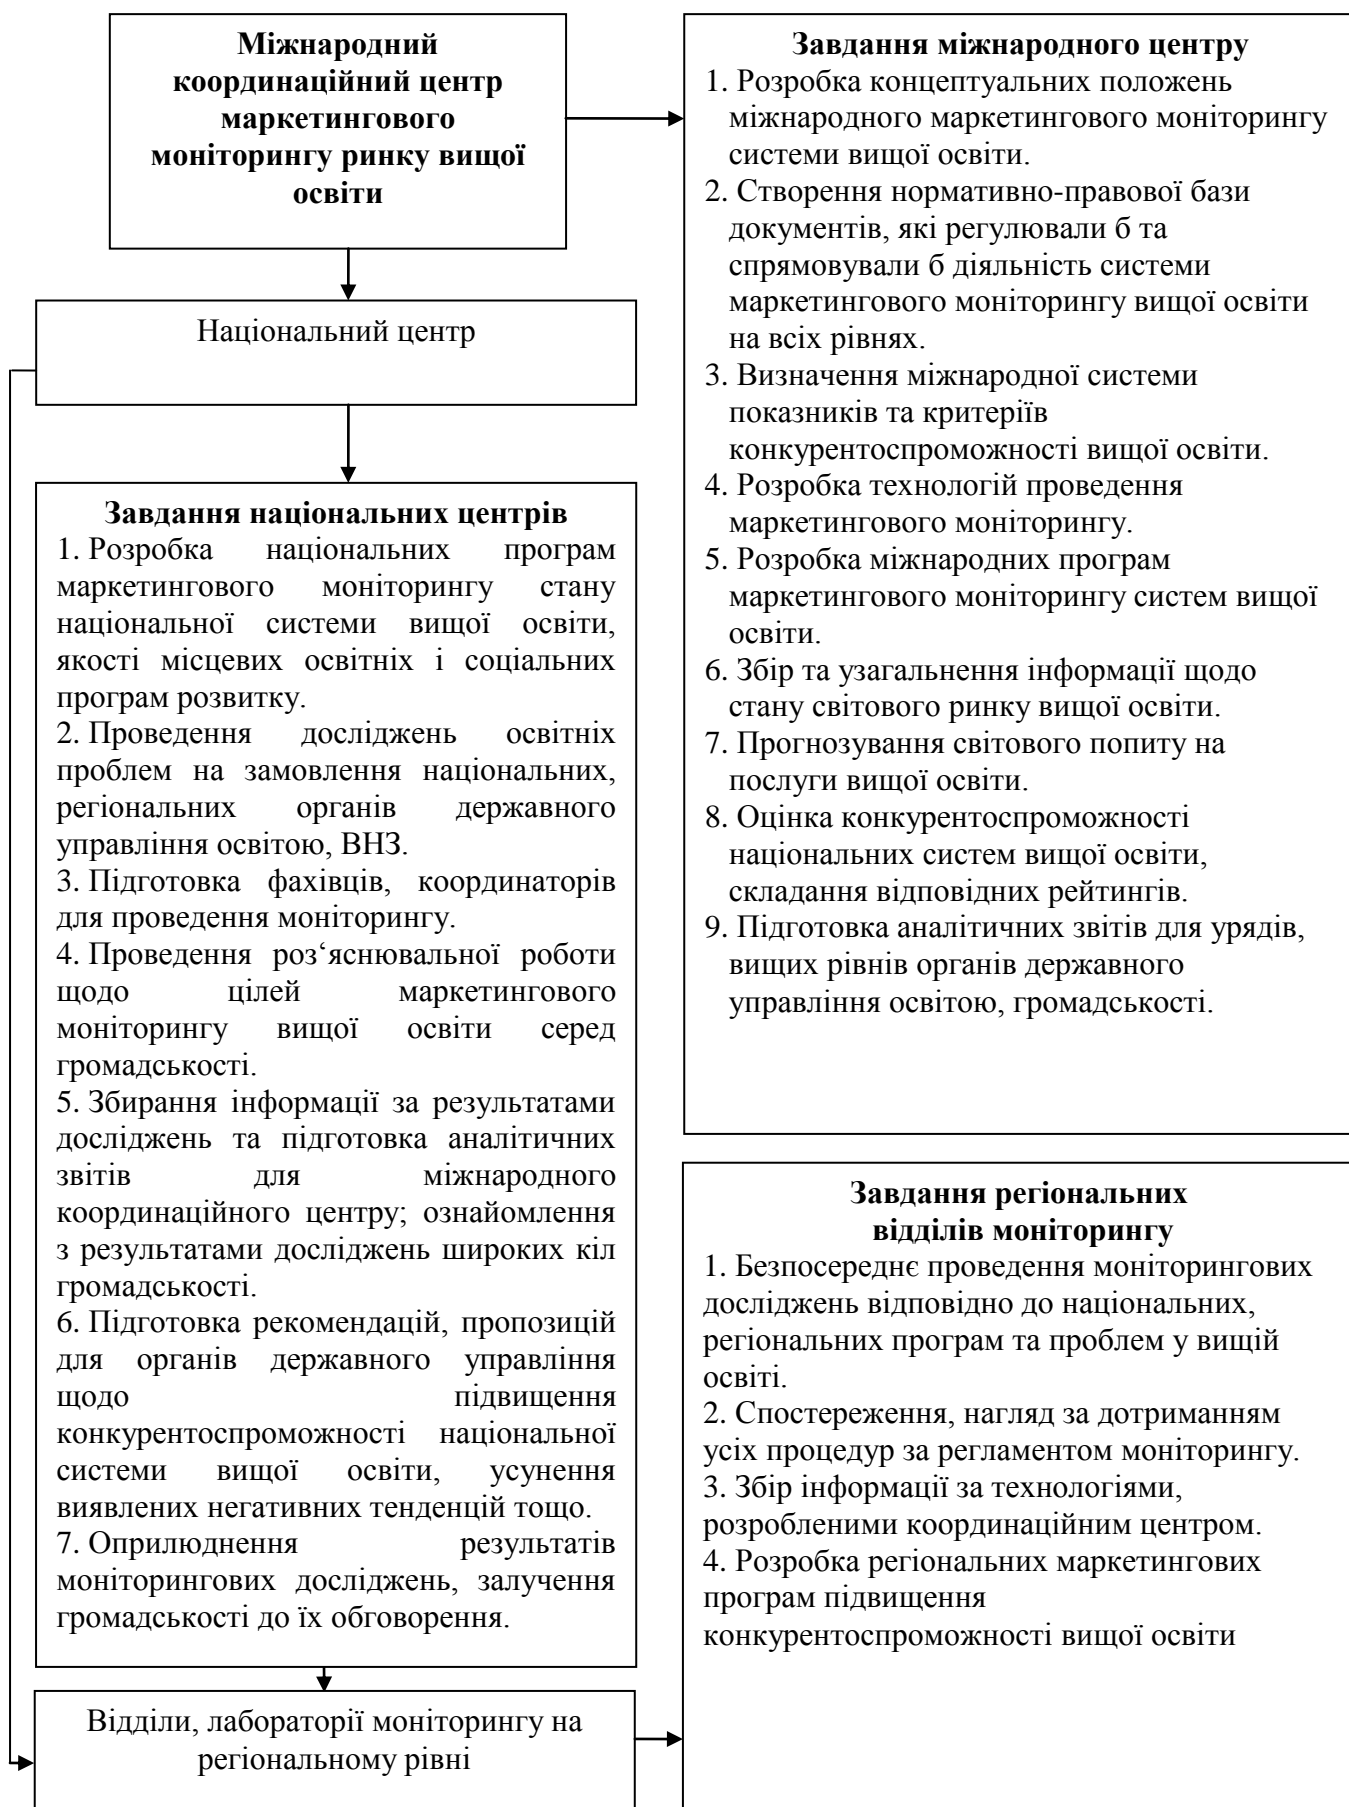 Міжнародний
координаційний центр
маркетингового
моніторингу ринку вищої
освіти
Національний центр
Завдання національних центрів
1. Розробка національних програм
маркетингового моніторингу стану
національної системи вищої освіти,
якості місцевих освітніх і соціальних
програм розвитку.
2. Проведення досліджень освітніх
проблем на замовлення національних,
регіональних органів державного
управління освітою, ВНЗ.
3. Підготовка фахівців, координаторів
для проведення моніторингу.
4. Проведення роз‘яснювальної роботи
щодо цілей маркетингового
моніторингу вищої освіти серед
громадськості.
5. Збирання інформації за результатами
досліджень та підготовка аналітичних
звітів для міжнародного
координаційного центру; ознайомлення
з результатами досліджень широких кіл
громадськості.
6. Підготовка рекомендацій, пропозицій
для органів державного управління
щодо підвищення
конкурентоспроможності національної
системи вищої освіти, усунення
виявлених негативних тенденцій тощо.
7. Оприлюднення результатів
моніторингових досліджень, залучення
громадськості до їх обговорення.
Відділи, лабораторії моніторингу на
регіональному рівні
Завдання міжнародного центру
1. Розробка концептуальних положень
міжнародного маркетингового моніторингу
системи вищої освіти.
2. Створення нормативно-правової бази
документів, які регулювали б та
спрямовували б діяльність системи
маркетингового моніторингу вищої освіти
на всіх рівнях.
3. Визначення міжнародної системи
показників та критеріїв
конкурентоспроможності вищої освіти.
4. Розробка технологій проведення
маркетингового моніторингу.
5. Розробка міжнародних програм
маркетингового моніторингу систем вищої
освіти.
6. Збір та узагальнення інформації щодо
стану світового ринку вищої освіти.
7. Прогнозування світового попиту на
послуги вищої освіти.
8. Оцінка конкурентоспроможності
національних систем вищої освіти,
складання відповідних рейтингів.
9. Підготовка аналітичних звітів для урядів,
вищих рівнів органів державного
управління освітою, громадськості.
Завдання регіональних
відділів моніторингу
1. Безпосереднє проведення моніторингових
досліджень відповідно до національних,
регіональних програм та проблем у вищій
освіті.
2. Спостереження, нагляд за дотриманням
усіх процедур за регламентом моніторингу.
3. Збір інформації за технологіями,
розробленими координаційним центром.
4. Розробка регіональних маркетингових
програм підвищення
конкурентоспроможності вищої освіти